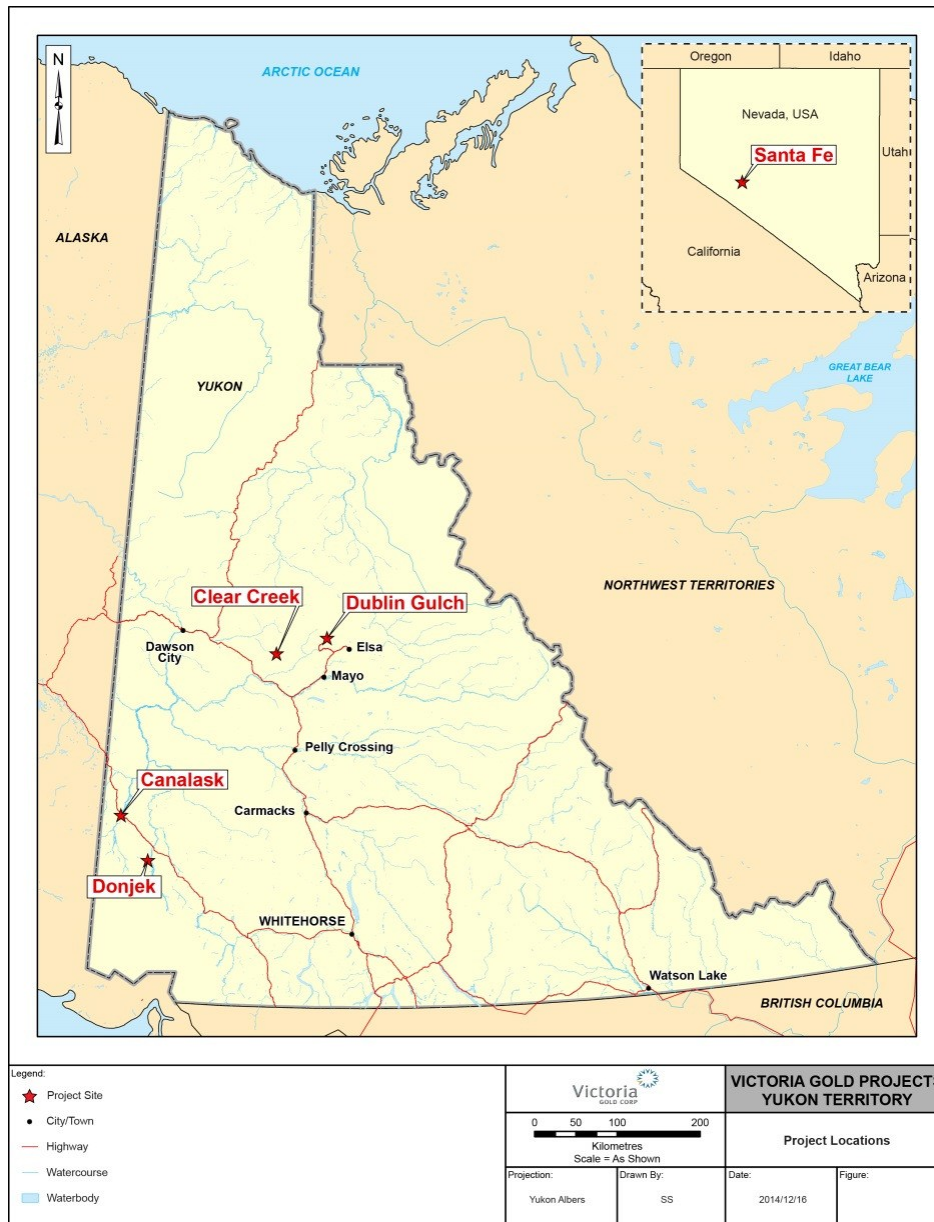 N
ARCTIC OCEAN
Oregon
Idaho
Nevada, USA
Santa Fe
Utah
California
Arizona
ALASKA
YUKON
GREAT BEAR
LAKE
NORTHWEST TERRITORIES
Clear Creek
Dublin Gulch
Dawson
City
Elsa
Mayo
Pelly Crossing
Canalask
Carmacks
Donjek
WHITEHORSE
Watson Lake
BRITISH COLUMBIA
Legend:
Project Site
City/Town
Highway
Watercourse
Waterbody
Victoria
GOLD CORP
0 50 100 200
Kilometres
Scale = As Shown
VICTORIA GOLD PROJECTS
YUKON TERRITORY
Project Locations
Projection:
Yukon Albers
Drawn By:
SS
Date:
2014/12/16
Figure: